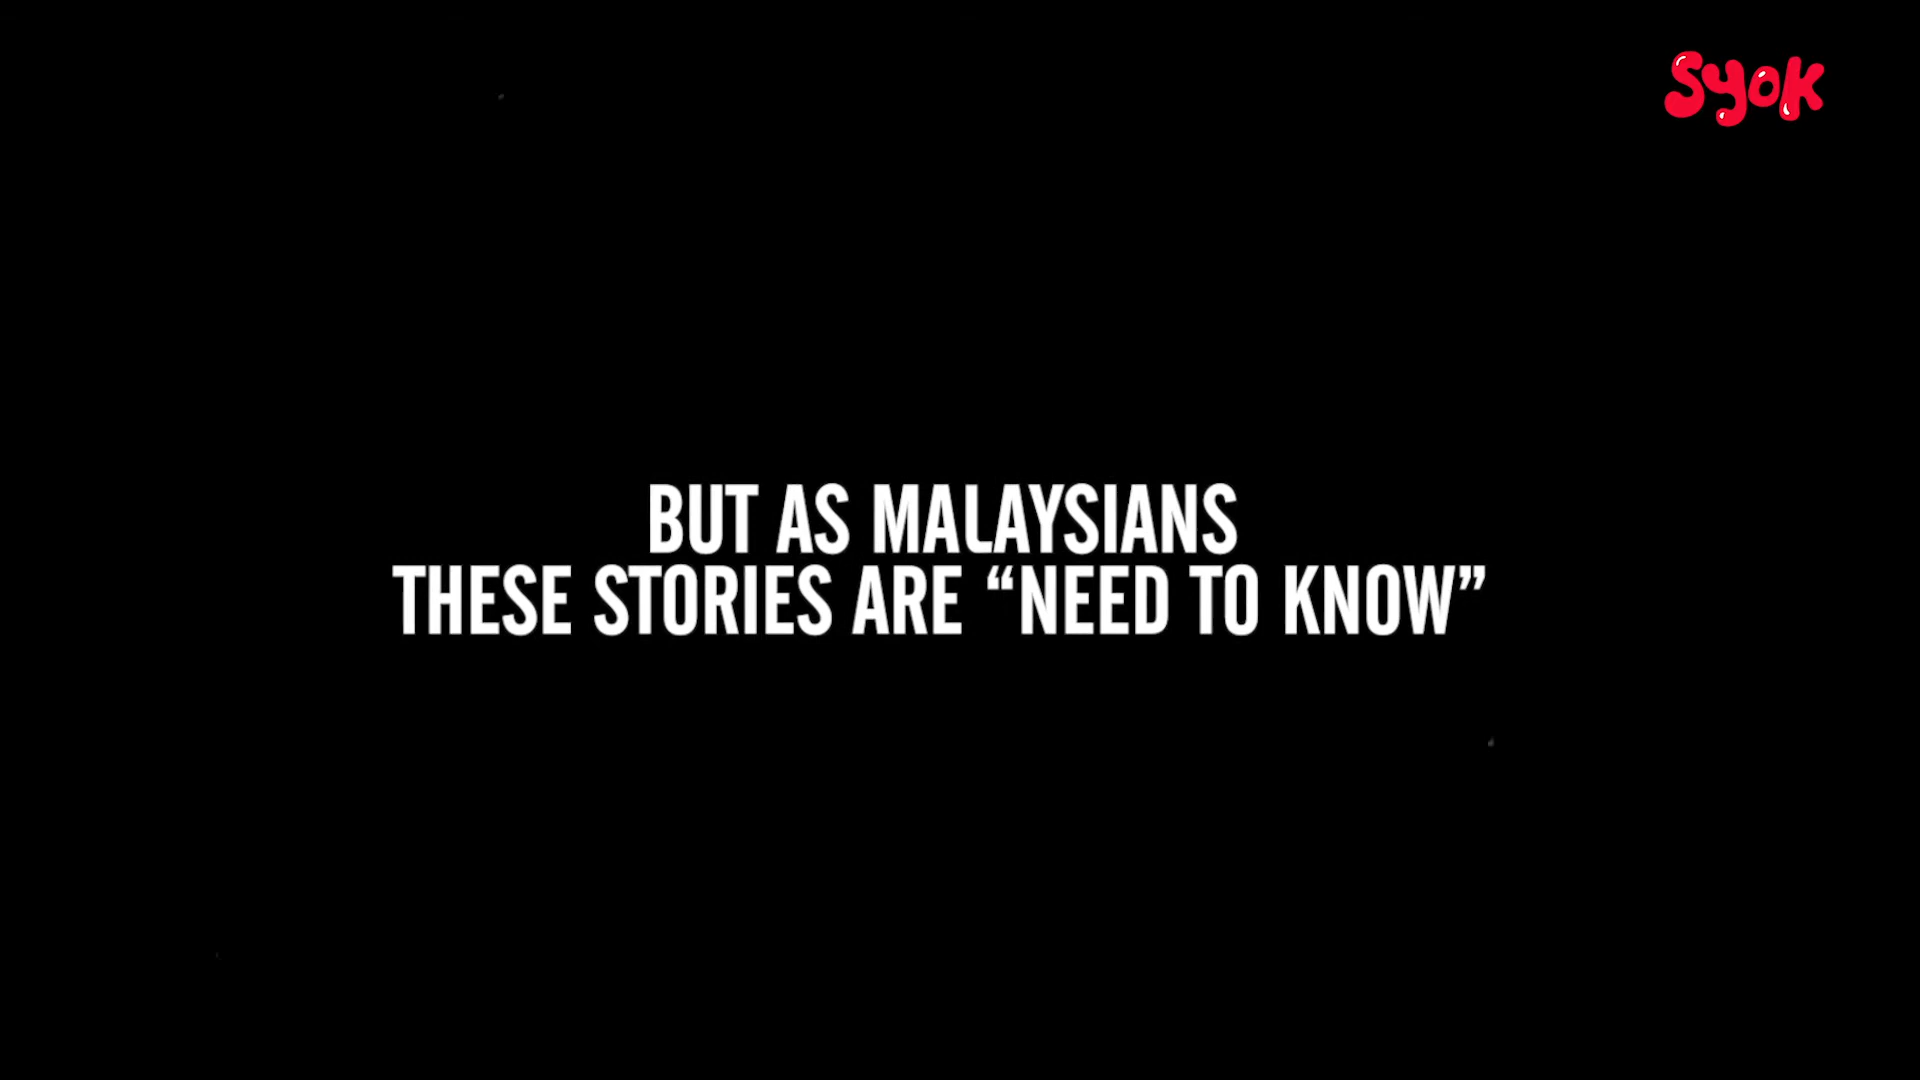 Syok
BUT AS MALAYSIANS
THESE STORIES ARE “NEED TO KNOW”